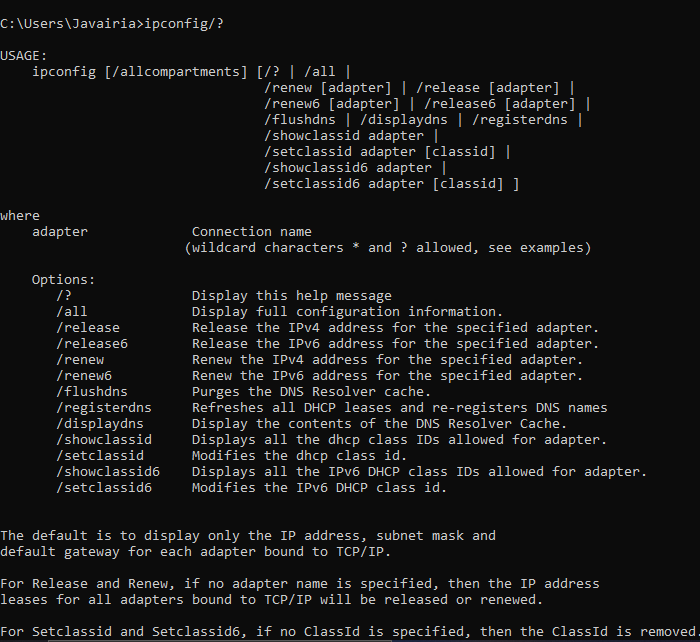 C:\Users\Javairia>ipconfig/?

USAGE:
    ipconfig [/allcompartments] [/? | /all |
                                 /renew [adapter] | /release [adapter] |
                                 /renew6 [adapter] | /release6 [adapter] |
                                 /flushdns | /displaydns | /registerdns |
                                 /showclassid adapter |
                                 /setclassid adapter [classid] |
                                 /showclassid6 adapter |
                                 /setclassid6 adapter [classid] ]

where
    adapter             Connection name
                       (wildcard characters * and ? allowed, see examples)

    Options:
       /?               Display this help message
       /all             Display full configuration information.
       /release         Release the IPv4 address for the specified adapter.
       /release6        Release the IPv6 address for the specified adapter.
       /renew           Renew the IPv4 address for the specified adapter.
       /renew6          Renew the IPv6 address for the specified adapter.
       /flushdns        Purges the DNS Resolver cache.
       /registerdns     Refreshes all DHCP leases and re-registers DNS names
       /displaydns      Display the contents of the DNS Resolver Cache.
       /showclassid     Displays all the dhcp class IDs allowed for adapter.
       /setclassid      Modifies the dhcp class id.
       /showclassid6    Displays all the IPv6 DHCP class IDs allowed for adapter.
       /setclassid6     Modifies the IPv6 DHCP class id.


The default is to display only the IP address, subnet mask and
default gateway for each adapter bound to TCP/IP.

For Release and Renew, if no adapter name is specified, then the IP address
leases for all adapters bound to TCP/IP will be released or renewed.

For Setclassid and Setclassid6, if no ClassId is specified, then the ClassId is removed.